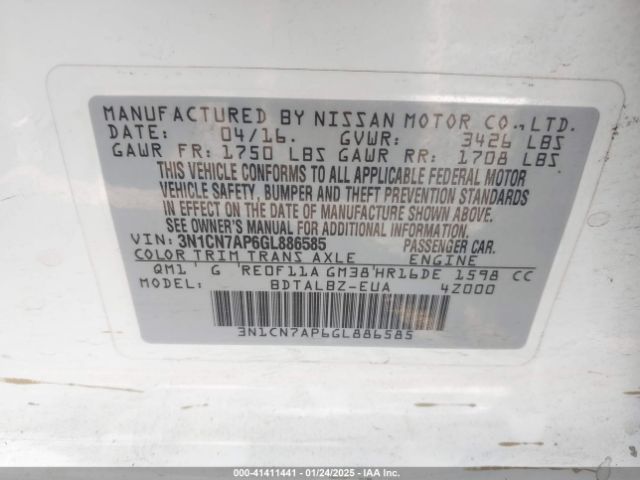 MANUFACTURED BY NISSAN MOTOR CO., LTD.
DATE: 04/16. GVWR: 3426 LBS
GAWR FR: 1750 LBS GAWR RR: 1708 LBS
THIS VEHICLE CONFORMS TO ALL APPLICABLE FEDERAL MOTOR
VEHICLE SAFETY, BUMPER AND THEFT PREVENTION STANDARDS
IN EFFECT ON THE DATE OF MANUFACTURE SHOWN ABOVE.
SEE OWNER'S MANUAL FOR ADDITIONAL INFORMATION.
VIN: 3N1CN7AP6GL886585 PASSENGER CAR.
COLOR TRIM TRANS AXLE ENGINE
QM1 G RE0F11A GM38 HR16DE 1598 CC
MODEL: BDTALBZ-EUA 4Z000
3N1CN7AP6GL886585
000-41411441 - 01/24/2025 - IAA Inc.